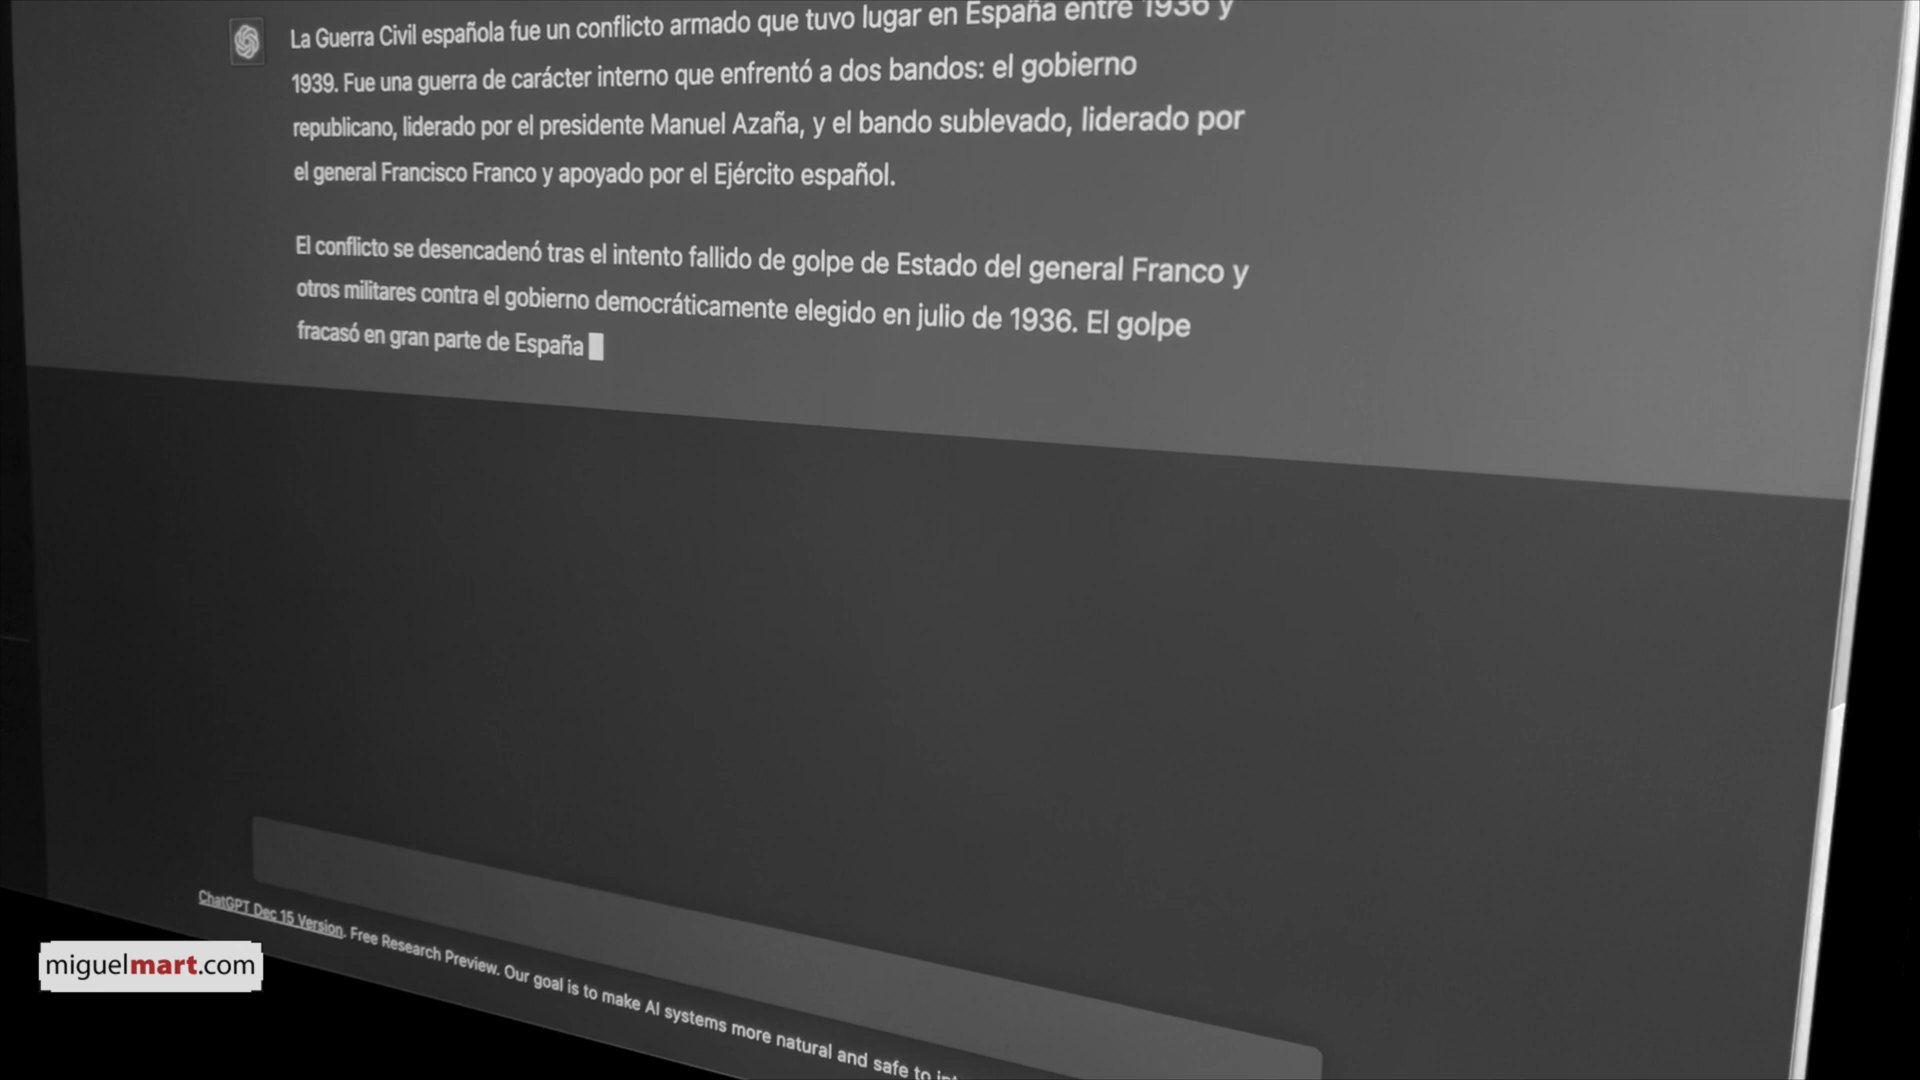 La Guerra Civil española fue un conflicto armado que tuvo lugar en España entre 1936 y
1939. Fue una guerra de carácter interno que enfrentó a dos bandos: el gobierno
republicano, liderado por el presidente Manuel Azaña, y el bando sublevado, liderado por
el general Francisco Franco y apoyado por el Ejército español.
El conflicto se desencadenó tras el intento fallido de golpe de Estado del general Franco y
otros militares contra el gobierno democráticamente elegido en julio de 1936. El golpe
fracasó en gran parte de España
ChatGPT Dec 15 Version. Free Research Preview. Our goal is to make AI systems more natural and safe to
miguelmart.com